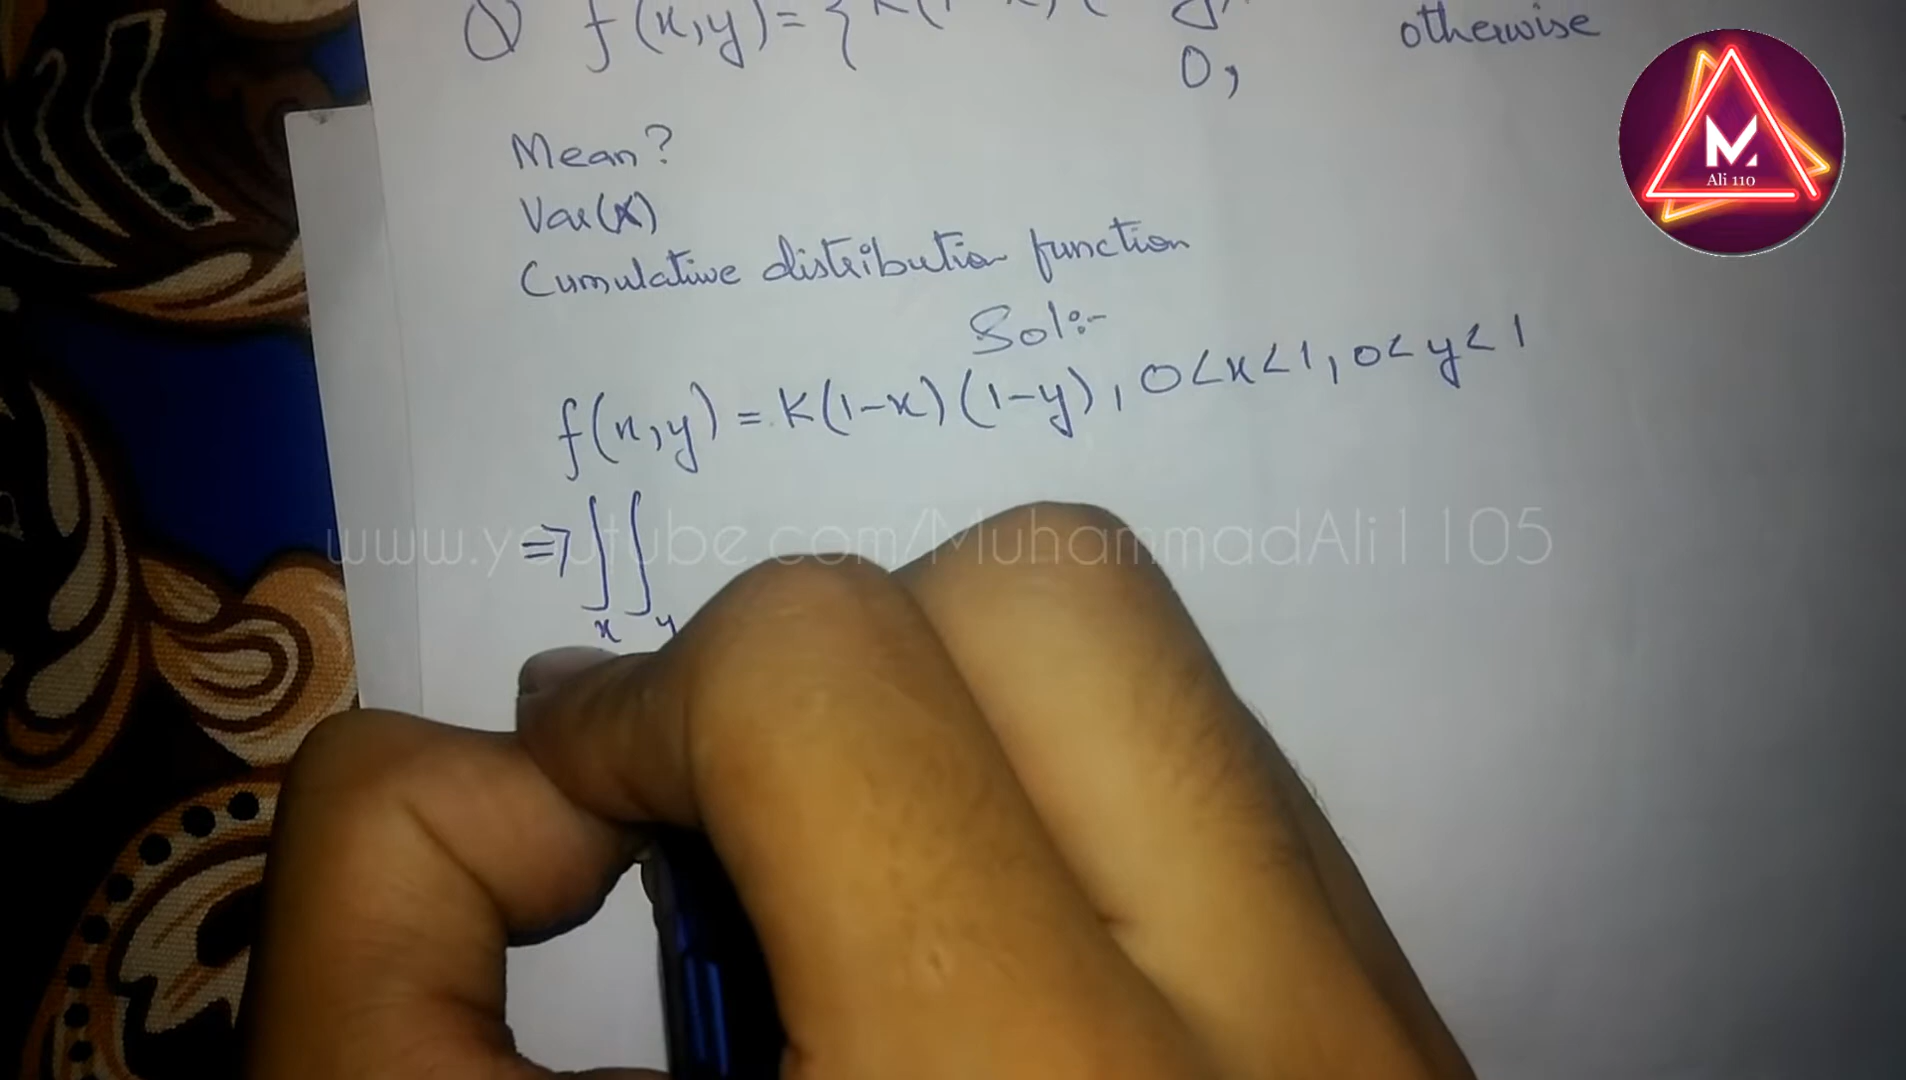 Q f(x,y) = { K(1-x)(
0, otherwise
Mean?
Var(X)
Cumulative distribution function
Sol:-
f(x,y) = K(1-x)(1-y), 0<x<1, 0<y<1
⇒ ∫∫
x y
www.youtube.com/MuhammadAli1105
M.
Ali 110